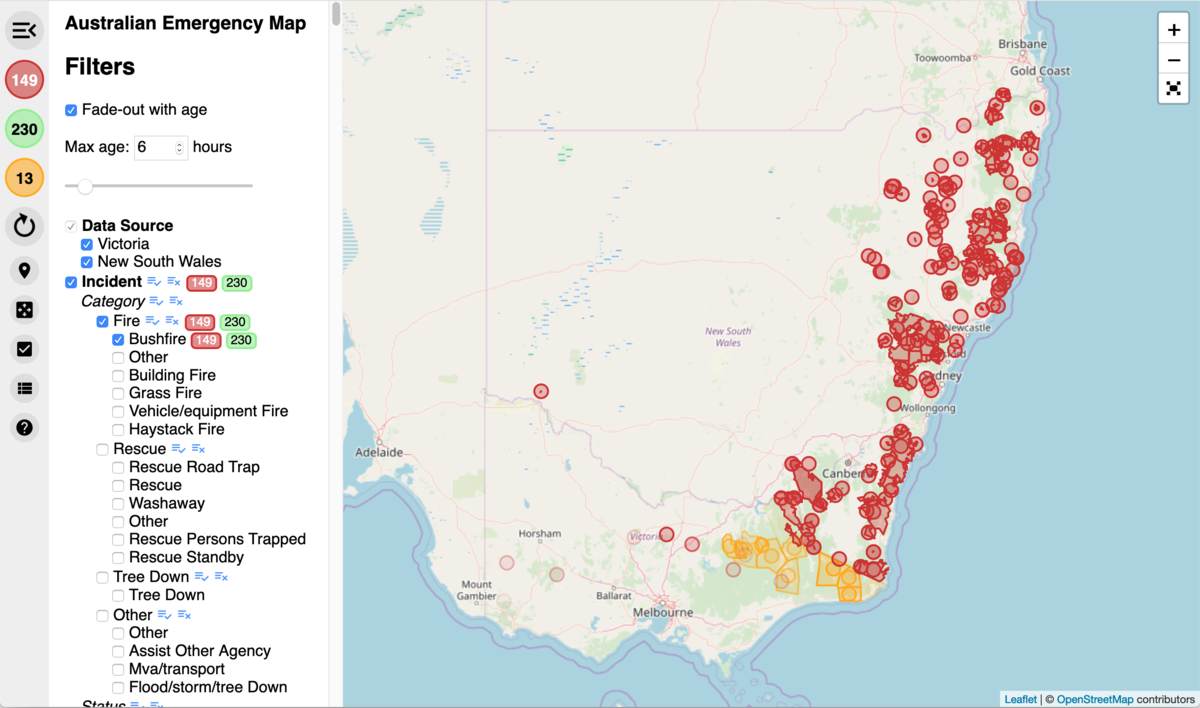 Australian Emergency Map
Filters
149
230
13
Fade-out with age
Max age: 6 hours
Data Source
Victoria
New South Wales
Incident 149 230
Category
Fire 149 230
Bushfire 149 230
Other
Building Fire
Grass Fire
Vehicle/equipment Fire
Haystack Fire
Rescue
Rescue Road Trap
Rescue
Washaway
Other
Rescue Persons Trapped
Rescue Standby
Tree Down
Tree Down
Other
Other
Assist Other Agency
Mva/transport
Flood/storm/tree Down
Status
Brisbane
Toowoomba
Gold Coast
New South
Wales
Newcastle
Wollongong
Adelaide
Horsham
Mount
Gambier
Ballarat
Melbourne
+
−
Leaflet | © OpenStreetMap contributors